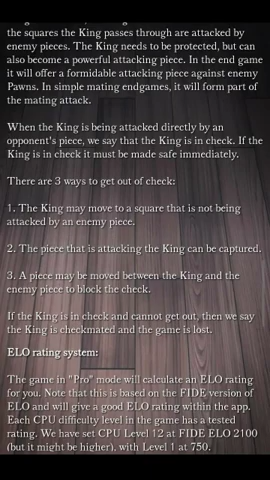 the squares the King passes through are attacked by
enemy pieces. The King needs to be protected, but can
also become a powerful attacking piece. In the end game
it will offer a formidable attacking piece against enemy
Pawns. In simple mating endgames, it will form part of
the mating attack.
When the King is being attacked directly by an
opponent's piece, we say that the King is in check. If the
King is in check it must be made safe immediately.
There are 3 ways to get out of check:
1. The King may move to a square that is not being
attacked by an enemy piece.
2. The piece that is attacking the King can be captured.
3. A piece may be moved between the King and the
enemy piece to block the check.
If the King is in check and cannot get out, then we say
the King is checkmated and the game is lost.
ELO rating system:
The game in "Pro" mode will calculate an ELO rating
for you. Note that this is based on the FIDE version of
ELO and will give a good ELO rating within the app.
Each CPU difficulty level in the game has a tested
rating. We have set CPU Level 12 at FIDE ELO 2100
(but it might be higher), with Level 1 at 750.